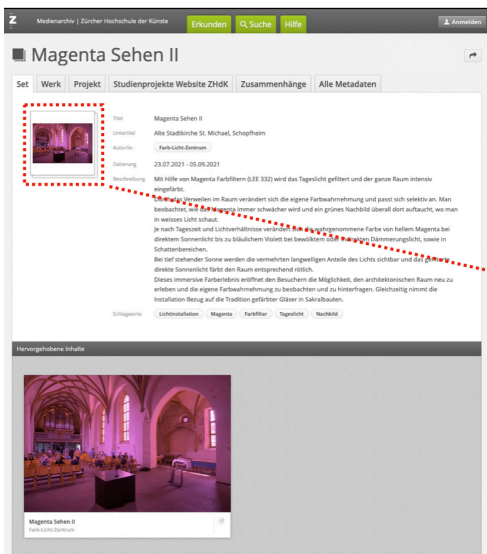 Z
Medienarchiv | Zürcher Hochschule der Künste
Erkunden
Suche
Hilfe
Anmelden
Magenta Sehen II
Set Werk Projekt Studienprojekte Website ZHdK Zusammenhänge Alle Metadaten
Titel Magenta Sehen II
Untertitel Alte Stadtkirche St. Michael, Schopfheim
AutorIn Farb-Licht-Zentrum
Datierung 23.07.2021 - 05.09.2021
Beschreibung Mit Hilfe von Magenta Farbfiltern (LEE 332) wird das Tageslicht gefiltert und der ganze Raum intensiv
eingefärbt.
Durch das Verweilen im Raum verändert sich die eigene Farbwahrnehmung und passt sich selektiv an. Man
beobachtet, wie das Magenta immer schwächer wird und ein grünes Nachbild überall dort auftaucht, wo man
in weisses Licht schaut.
Je nach Tageszeit und Lichtverhältnisse verändert sich die wahrgenommene Farbe von hellem Magenta bei
direktem Sonnenlicht bis zu bläulichem Violett bei bewölktem oder indirekten Dämmerungslicht, sowie in
Schattenbereichen.
Bei tief stehender Sonne werden die vermehrten langwelligen Anteile des Lichts sichtbar und das gefilterte
direkte Sonnenlicht färbt den Raum entsprechend rötlich.
Dieses immersive Farberlebnis eröffnet den Besuchern die Möglichkeit, den architektonischen Raum neu zu
erleben und die eigene Farbwahrnehmung zu beobachten und zu hinterfragen. Gleichzeitig nimmt die
Installation Bezug auf die Tradition gefärbter Gläser in Sakralbauten.
Schlagworte Lichtinstallation Magenta Farbfilter Tageslicht Nachbild
Hervorgehobene Inhalte
Magenta Sehen II
Farb-Licht-Zentrum